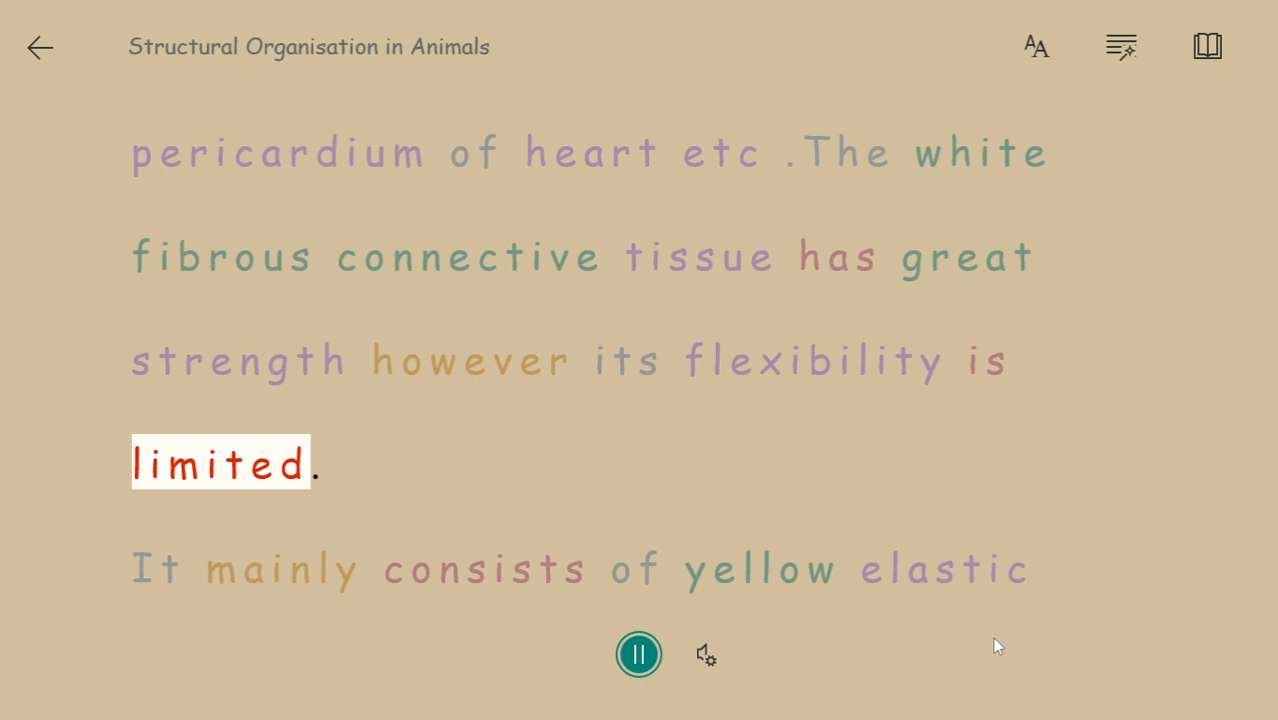 Structural Organisation in Animals
pericardium of heart etc .The white
fibrous connective tissue has great
strength however its flexibility is
limited.
It mainly consists of yellow elastic